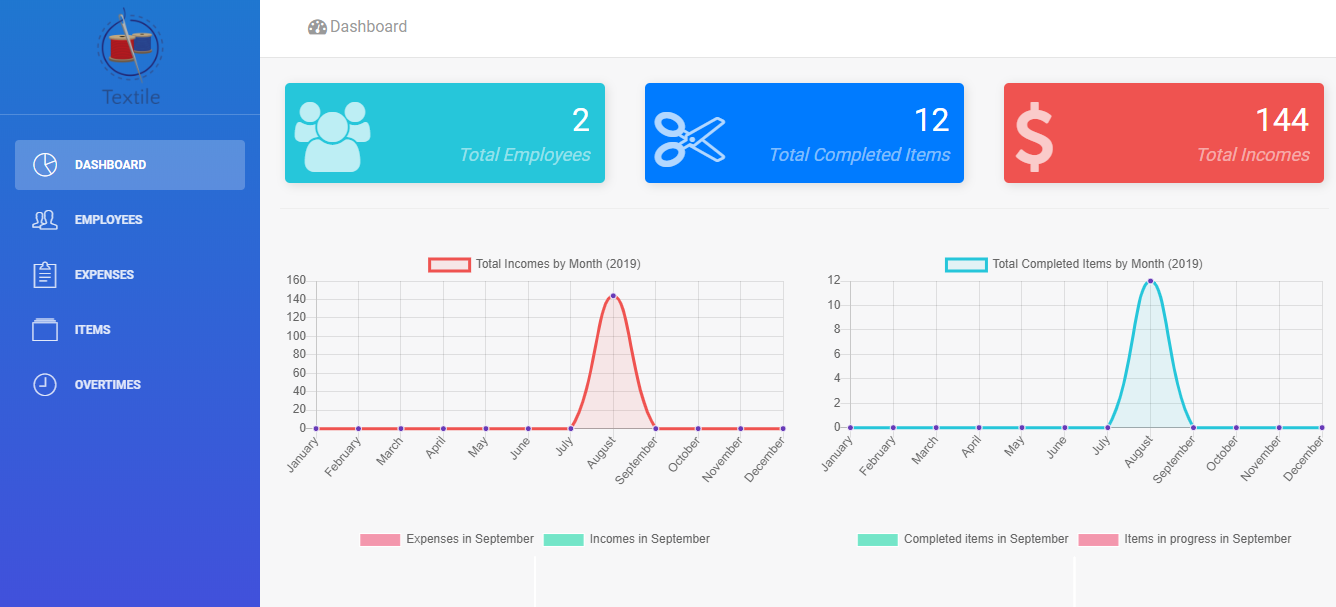 Textile
DASHBOARD
EMPLOYEES
EXPENSES
ITEMS
OVERTIMES
Dashboard
2
Total Employees
12
Total Completed Items
144
Total Incomes
Total Incomes by Month (2019)
160
140
120
100
80
60
40
20
0
January
February
March
April
May
June
July
August
September
October
November
December
Total Completed Items by Month (2019)
12
10
8
6
4
2
0
January
February
March
April
May
June
July
August
September
October
November
December
Expenses in September
Incomes in September
Completed items in September
Items in progress in September